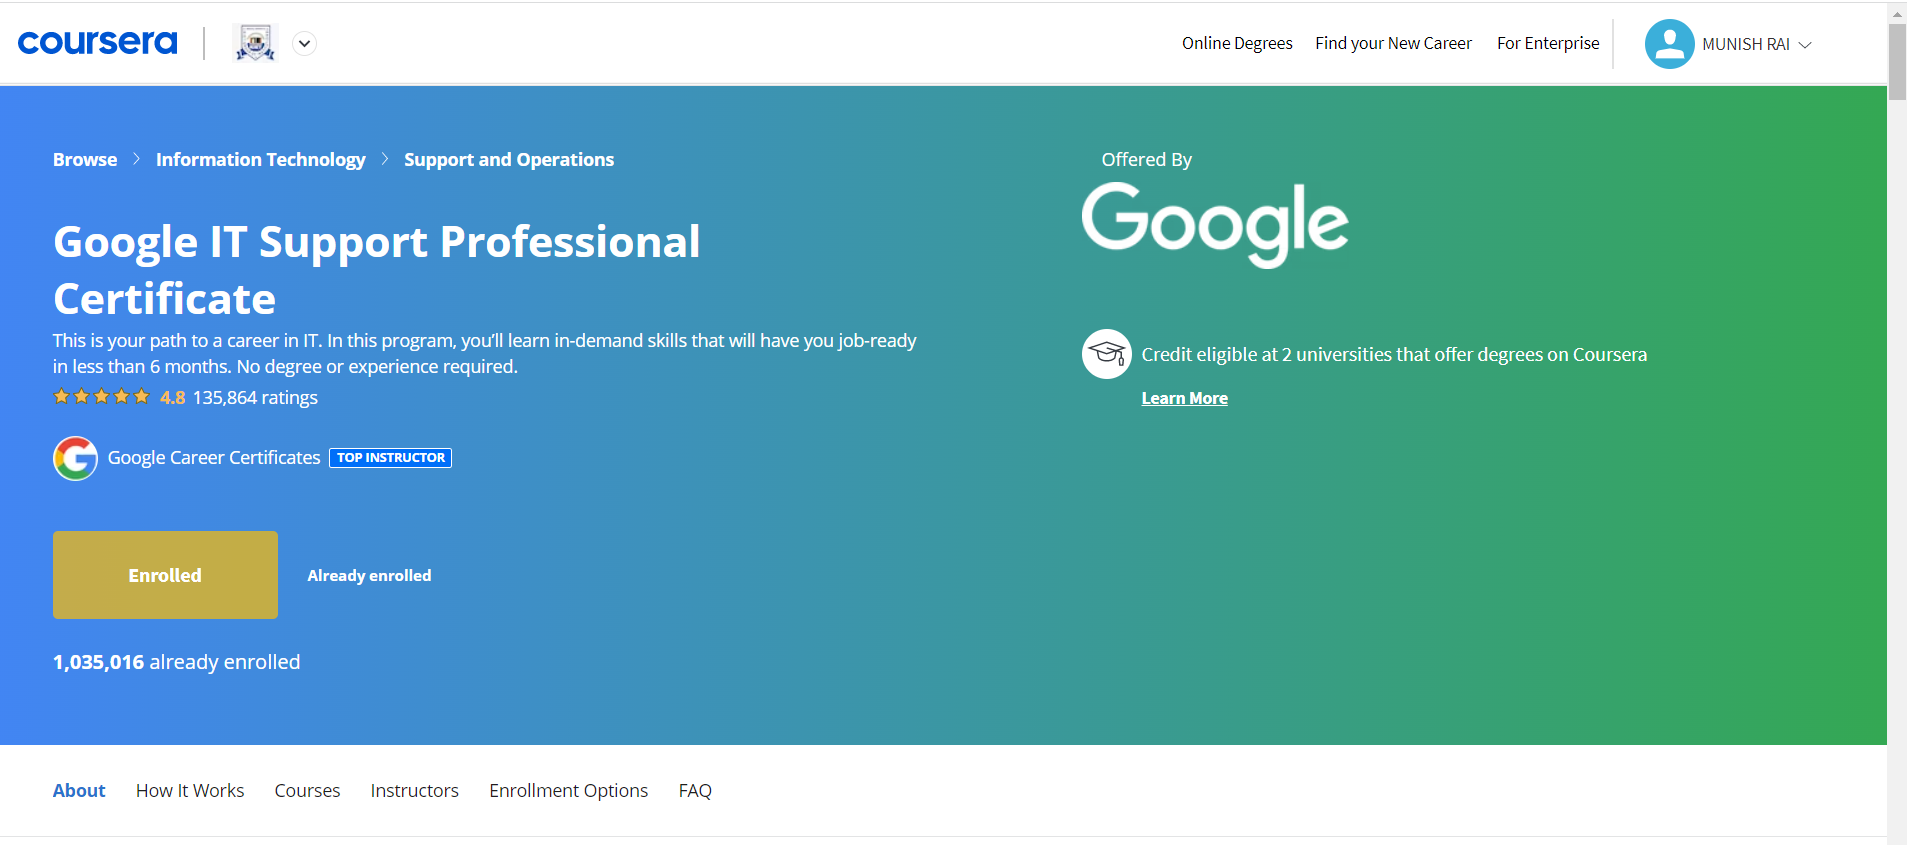 coursera
Online Degrees
Find your New Career
For Enterprise
MUNISH RAI
Browse > Information Technology > Support and Operations
Google IT Support Professional
Certificate
This is your path to a career in IT. In this program, you’ll learn in-demand skills that will have you job-ready
in less than 6 months. No degree or experience required.
4.8 135,864 ratings
Google Career Certificates TOP INSTRUCTOR
Enrolled
Already enrolled
1,035,016 already enrolled
Offered By
Google
Credit eligible at 2 universities that offer degrees on Coursera
Learn More
About
How It Works
Courses
Instructors
Enrollment Options
FAQ